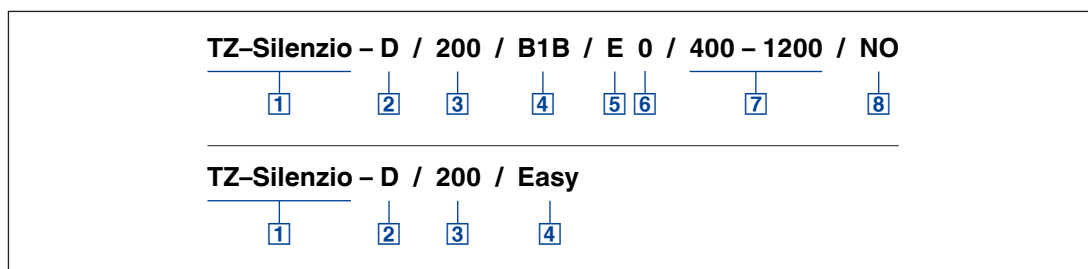 TZ–Silenzio – D / 200 / B1B / E 0 / 400 – 1200 / NO
1 2 3 4 5 6 7 8
TZ–Silenzio – D / 200 / Easy
1 2 3 4